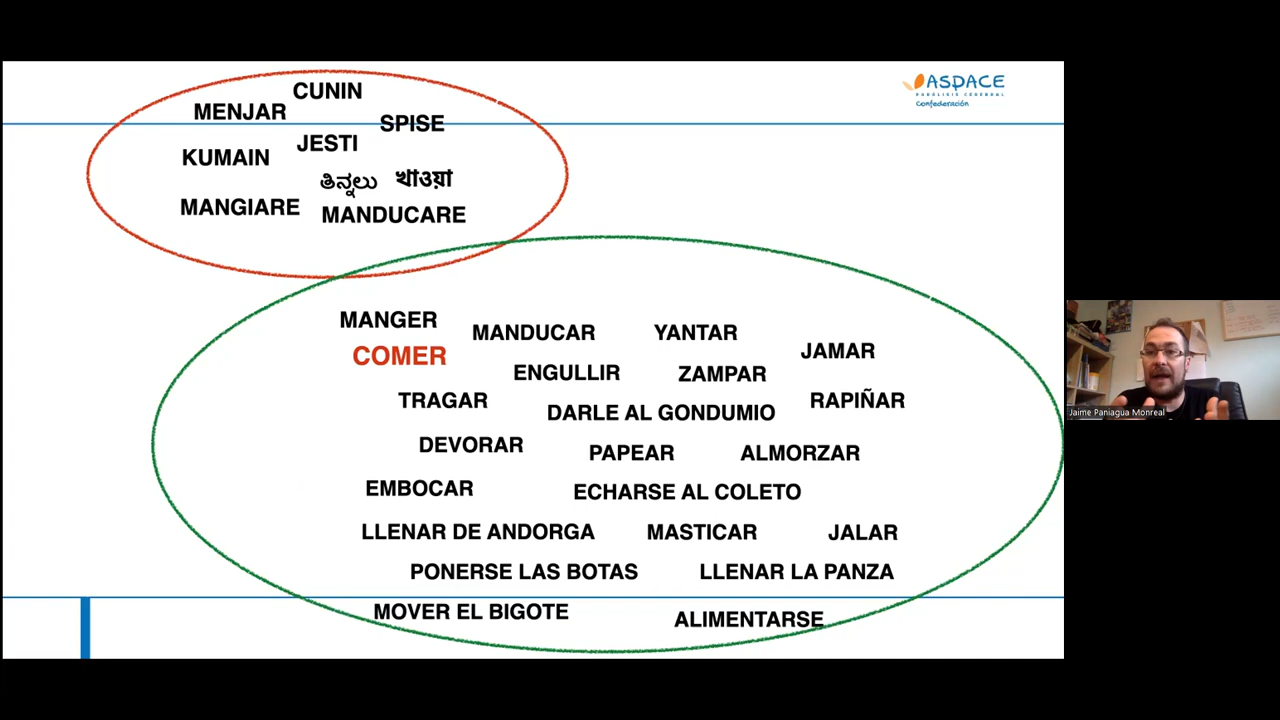 CUNIN
MENJAR
SPISE
JESTI
KUMAIN
ತಿನ್ನಲು খাওয়া
MANGIARE
MANDUCARE
ASPACE
PARÁLISIS CEREBRAL
Confederación
MANGER
MANDUCAR
YANTAR
COMER
JAMAR
ENGULLIR
ZAMPAR
TRAGAR
DARLE AL GONDUMIO
RAPIÑAR
DEVORAR
PAPEAR
ALMORZAR
EMBOCAR
ECHARSE AL COLETO
LLENAR DE ANDORGA
MASTICAR
JALAR
PONERSE LAS BOTAS
LLENAR LA PANZA
MOVER EL BIGOTE
ALIMENTARSE
Jaime Paniagua Monreal